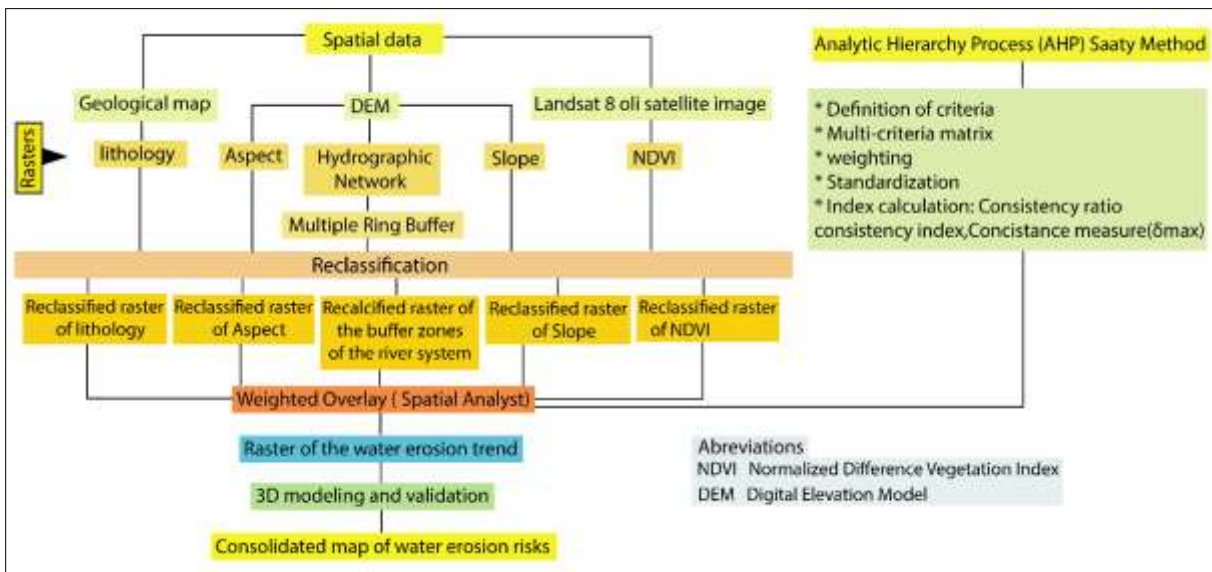 Spatial data
Analytic Hierarchy Process (AHP) Saaty Method
Geological map
DEM
Landsat 8 oli satellite image
Rasters
lithology
Aspect
Hydrographic
Network
Slope
NDVI
Multiple Ring Buffer
* Definition of criteria
* Multi-criteria matrix
* weighting
* Standardization
* Index calculation: Consistency ratio
consistency index,Concistance measure(δmax)
Reclassification
Reclassified raster
of lithology
Reclassified raster
of Aspect
Recalcified raster of
the buffer zones
of the river system
Reclassified raster
of Slope
Reclassified raster
of NDVI
Weighted Overlay ( Spatial Analyst)
Raster of the water erosion trend
3D modeling and validation
Consolidated map of water erosion risks
Abreviations
NDVI Normalized Difference Vegetation Index
DEM Digital Elevation Model